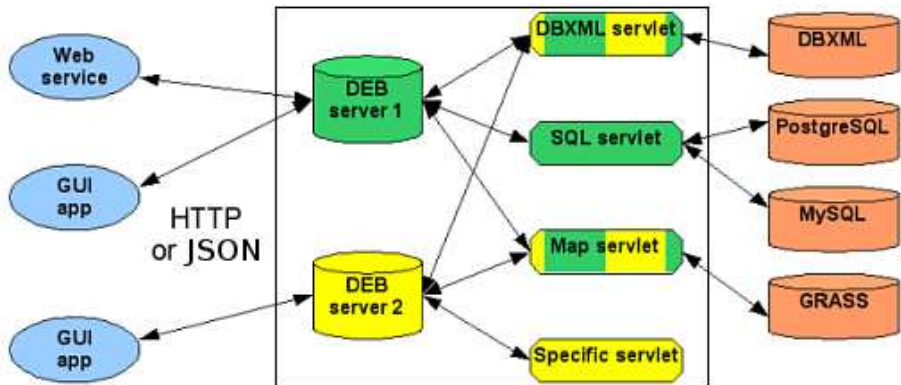 Web
service
GUI
app
HTTP
or JSON
GUI
app
DEB
server 1
DEB
server 2
DBXML servlet
SQL servlet
Map servlet
Specific servlet
DBXML
PostgreSQL
MySQL
GRASS